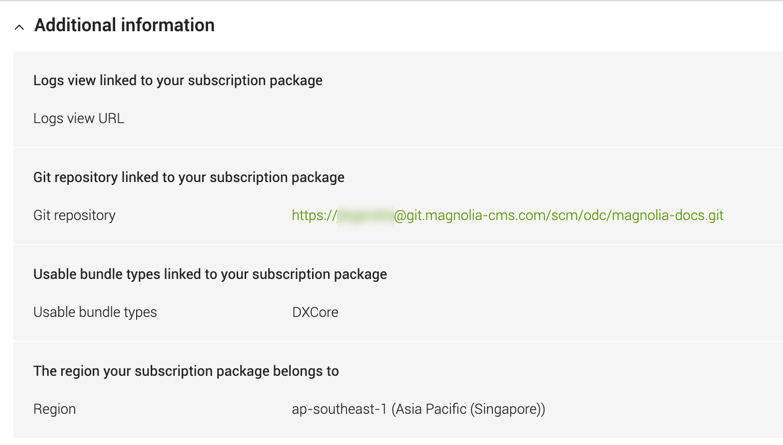 Additional information
Logs view linked to your subscription package
Logs view URL
Git repository linked to your subscription package
Git repository https://@git.magnolia-cms.com/scm/odc/magnolia-docs.git
Usable bundle types linked to your subscription package
Usable bundle types DXCore
The region your subscription package belongs to
Region ap-southeast-1 (Asia Pacific (Singapore))